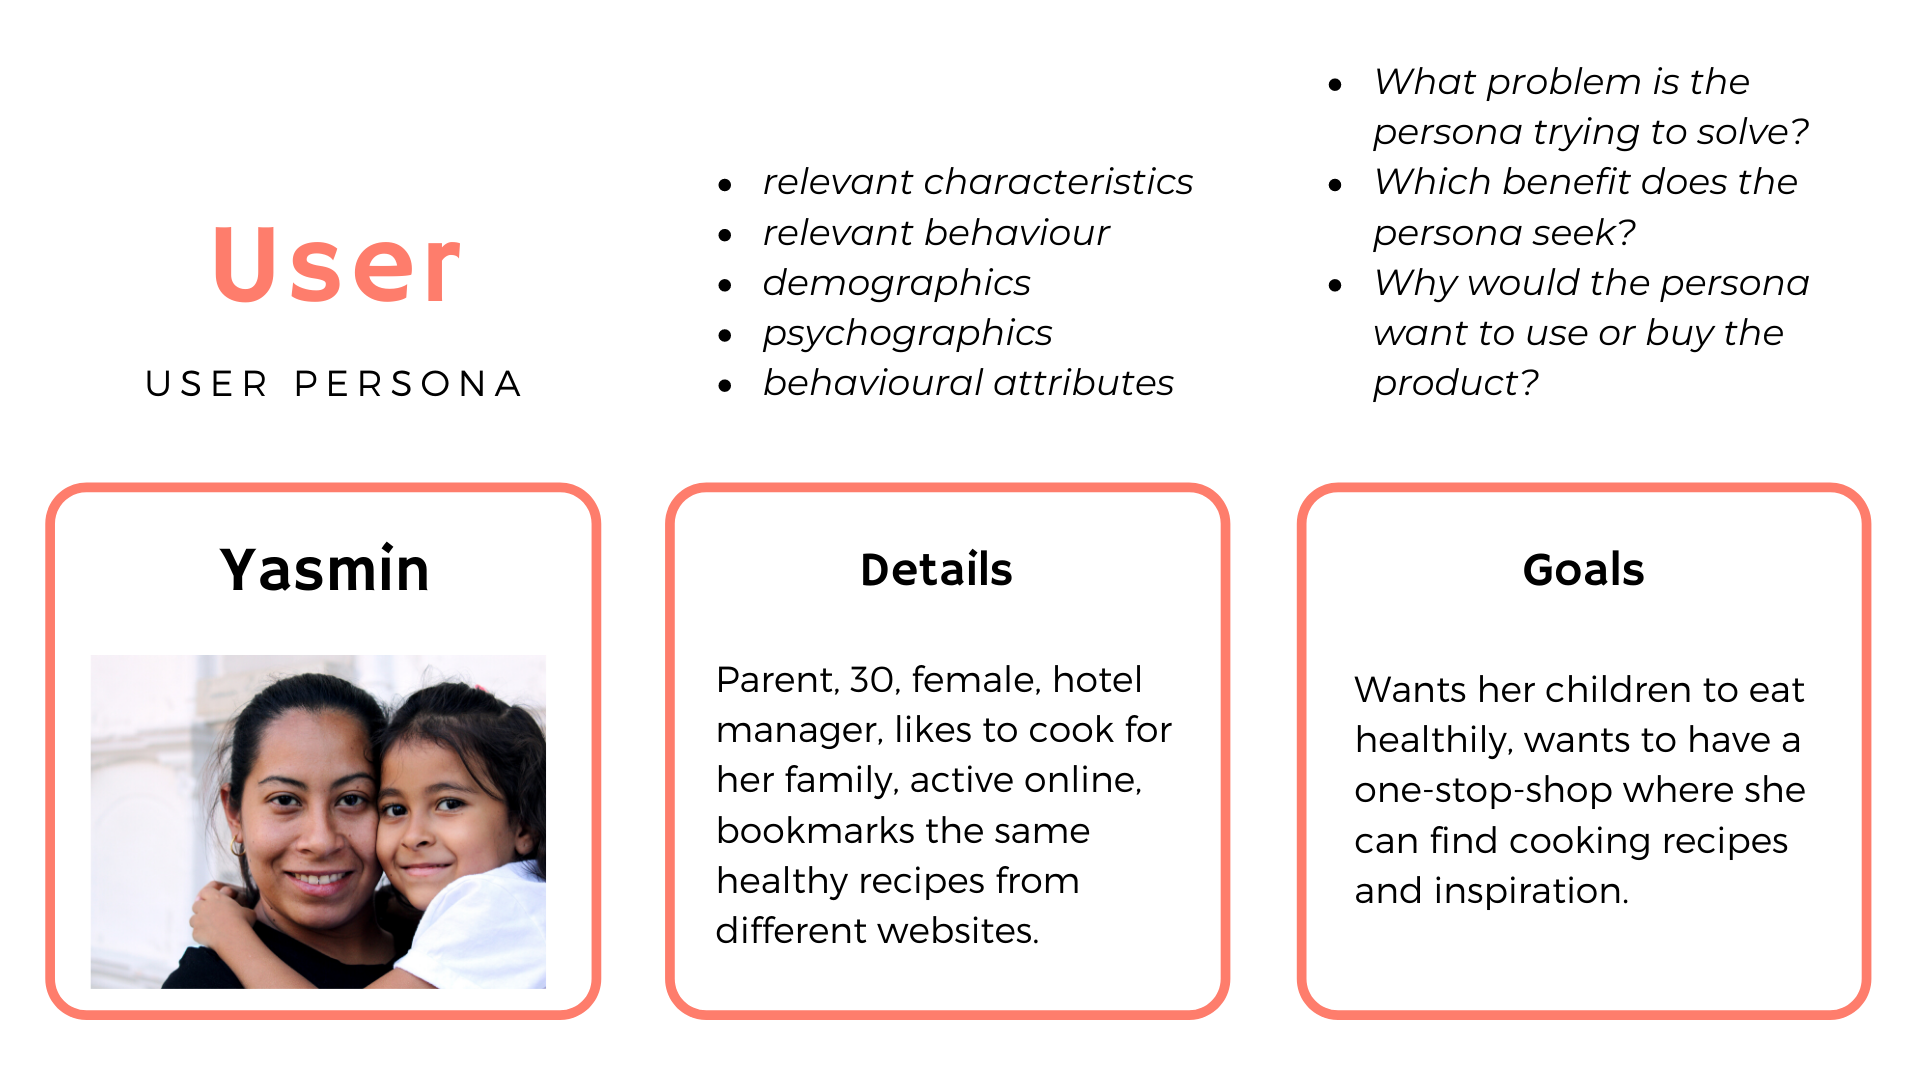 User
USER PERSONA
• relevant characteristics
• relevant behaviour
• demographics
• psychographics
• behavioural attributes
• What problem is the
persona trying to solve?
• Which benefit does the
persona seek?
• Why would the persona
want to use or buy the
product?
Yasmin
Details
Parent, 30, female, hotel
manager, likes to cook for
her family, active online,
bookmarks the same
healthy recipes from
different websites.
Goals
Wants her children to eat
healthily, wants to have a
one-stop-shop where she
can find cooking recipes
and inspiration.